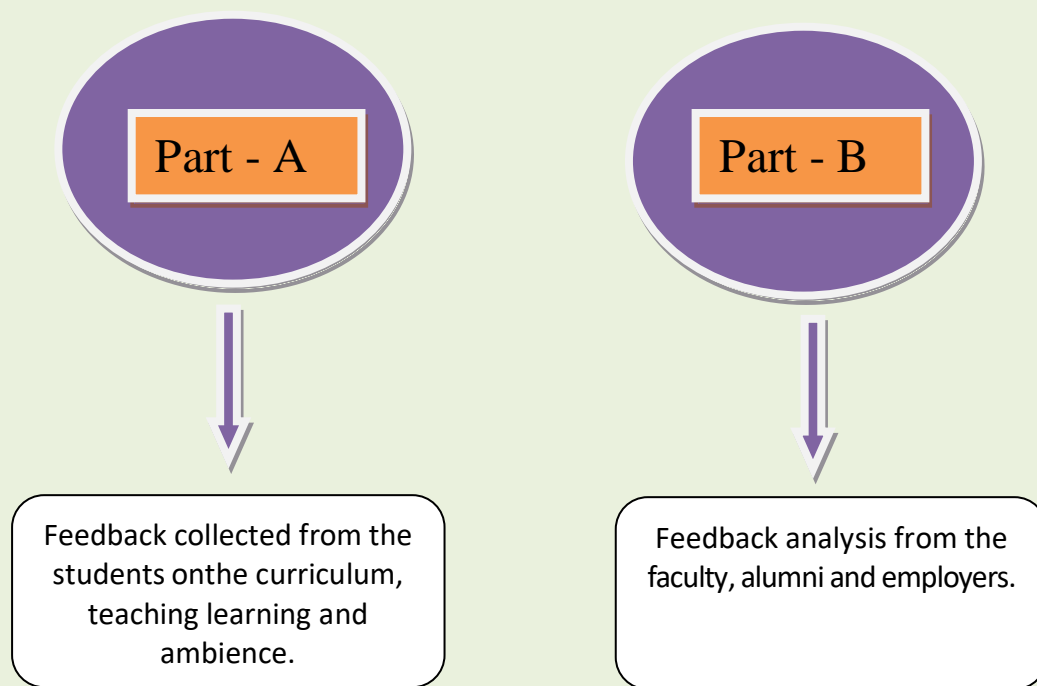 Part - A
Part - B
Feedback collected from the
students onthe curriculum,
teaching learning and
ambience.
Feedback analysis from the
faculty, alumni and employers.